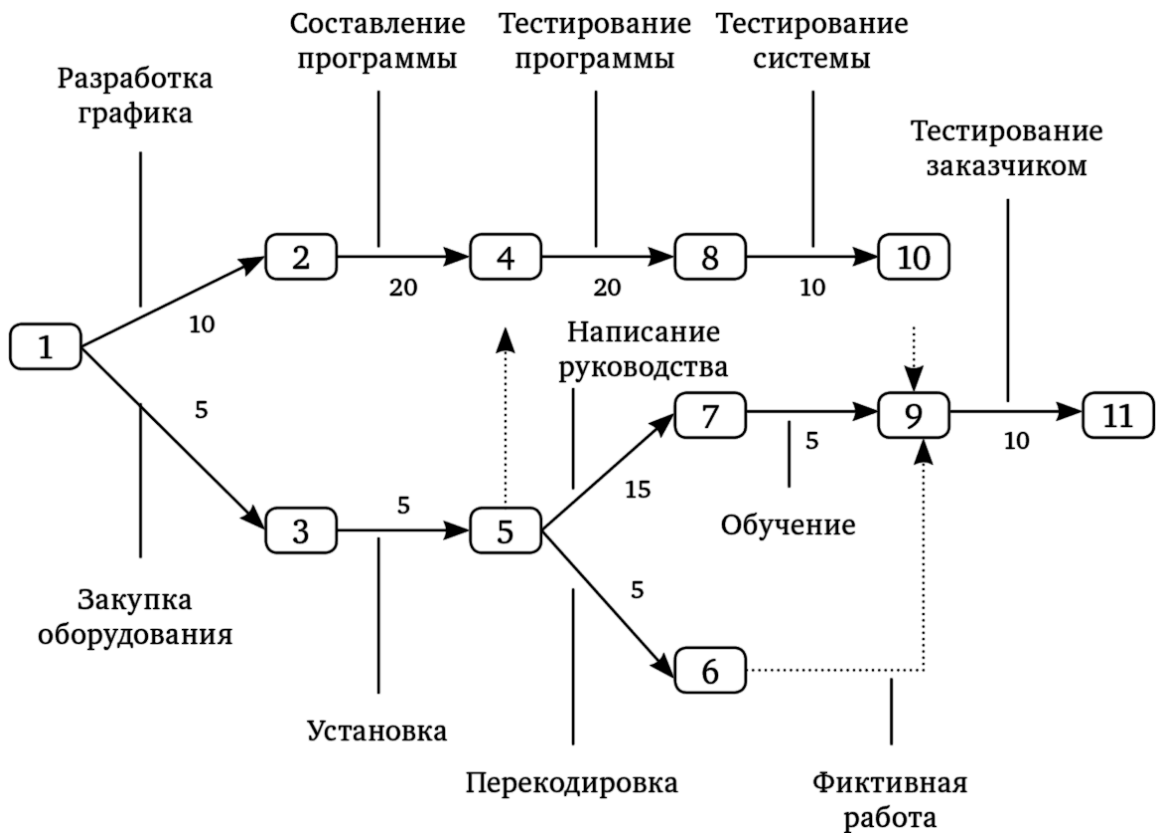 Составление
программы
Тестирование
программы
Тестирование
системы
Разработка
графика
Тестирование
заказчиком
2
4
8
10
20
20
10
10
1
Написание
руководства
5
7
9
11
5
10
15
3
5
5
Обучение
5
Закупка
оборудования
6
Установка
Перекодировка
Фиктивная
работа